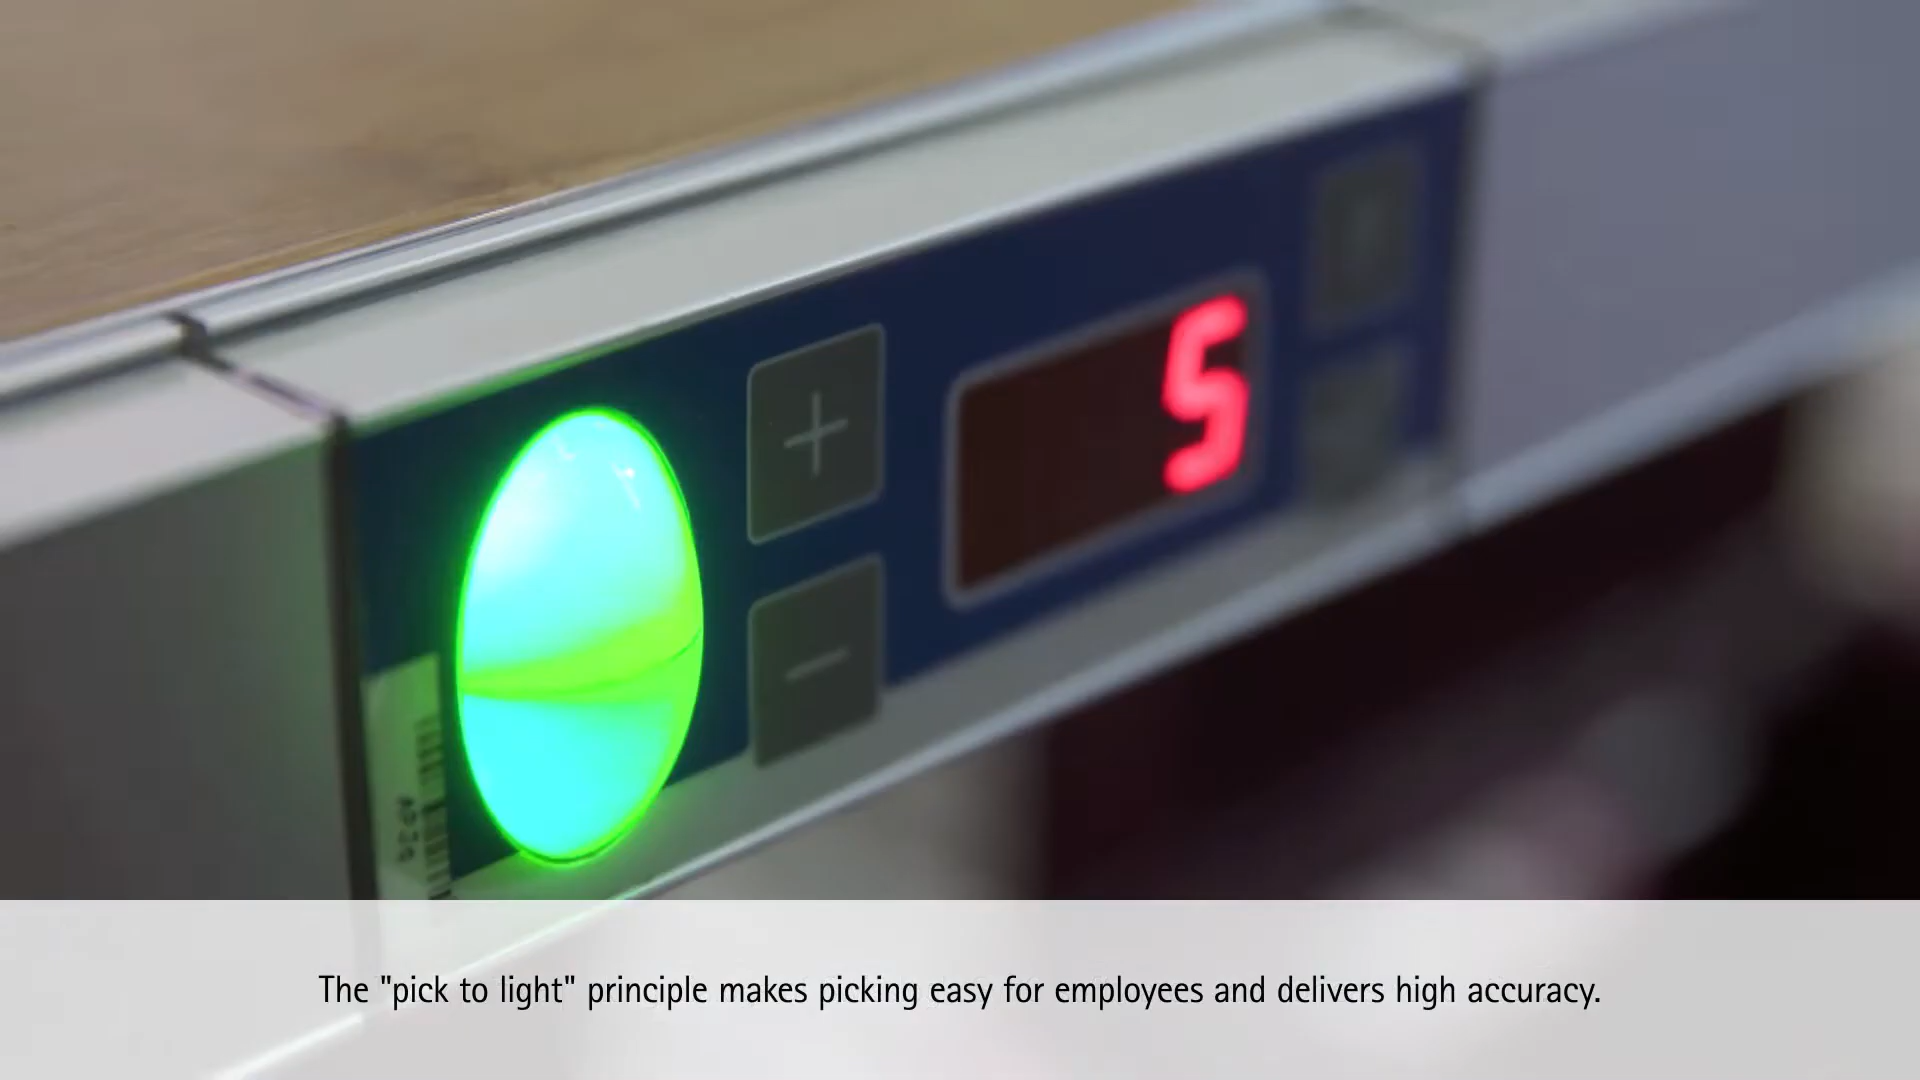 +
5
−
The "pick to light" principle makes picking easy for employees and delivers high accuracy.